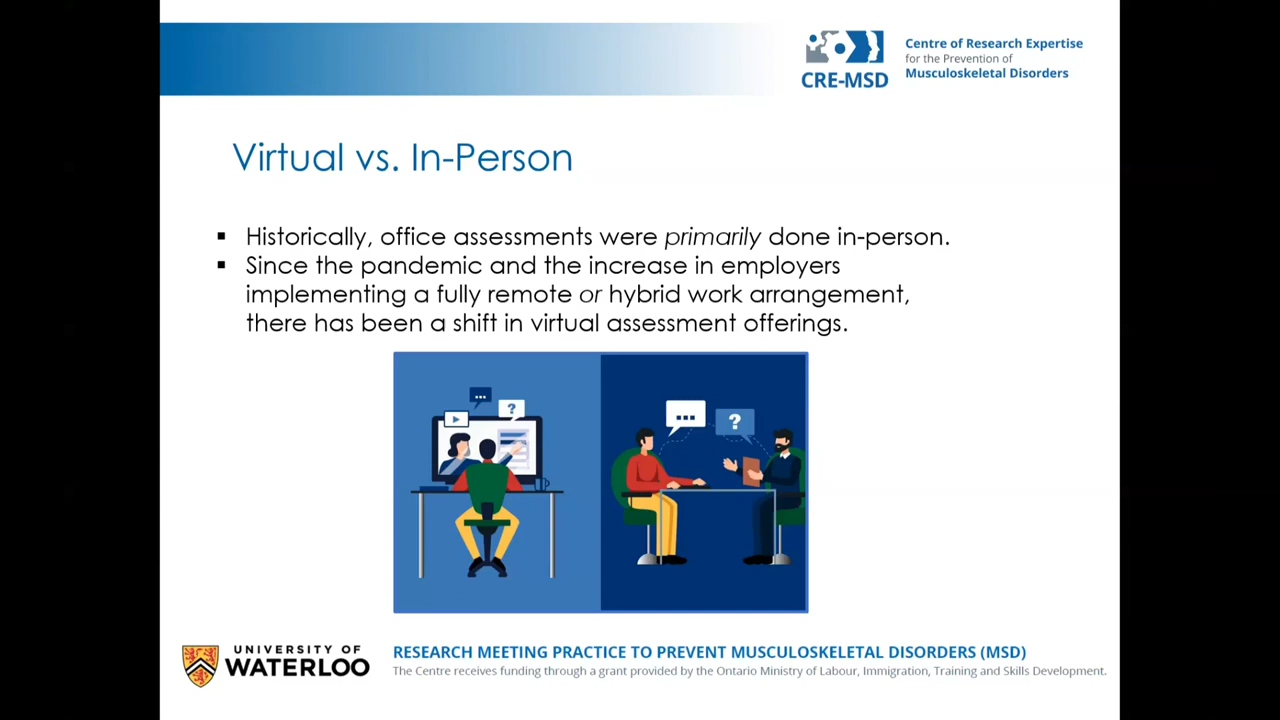 CRE-MSD
Centre of Research Expertise
for the Prevention of
Musculoskeletal Disorders
Virtual vs. In-Person
▪ Historically, office assessments were primarily done in-person.
▪ Since the pandemic and the increase in employers
implementing a fully remote or hybrid work arrangement,
there has been a shift in virtual assessment offerings.
...
?
...
?
UNIVERSITY OF
WATERLOO
RESEARCH MEETING PRACTICE TO PREVENT MUSCULOSKELETAL DISORDERS (MSD)
The Centre receives funding through a grant provided by the Ontario Ministry of Labour, Immigration, Training and Skills Development.